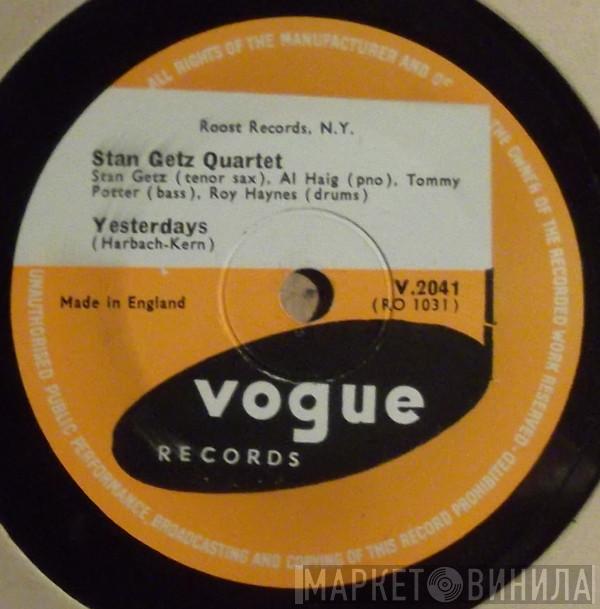 ALL RIGHTS OF THE MANUFACTURER AND OF THE OWNER OF THE RECORDED WORK RESERVED -
UNAUTHORISED PUBLIC PERFORMANCE, BROADCASTING AND COPYING OF THIS RECORD PROHIBITED -
Roost Records, N.Y.
Stan Getz Quartet
Stan Getz (tenor sax), Al Haig (pno), Tommy
Potter (bass), Roy Haynes (drums)
Yesterdays
(Harbach-Kern)
Made in England
V.2041
(RO 1031)
vogue
RECORDS
МАРКЕТ ВИНИЛА